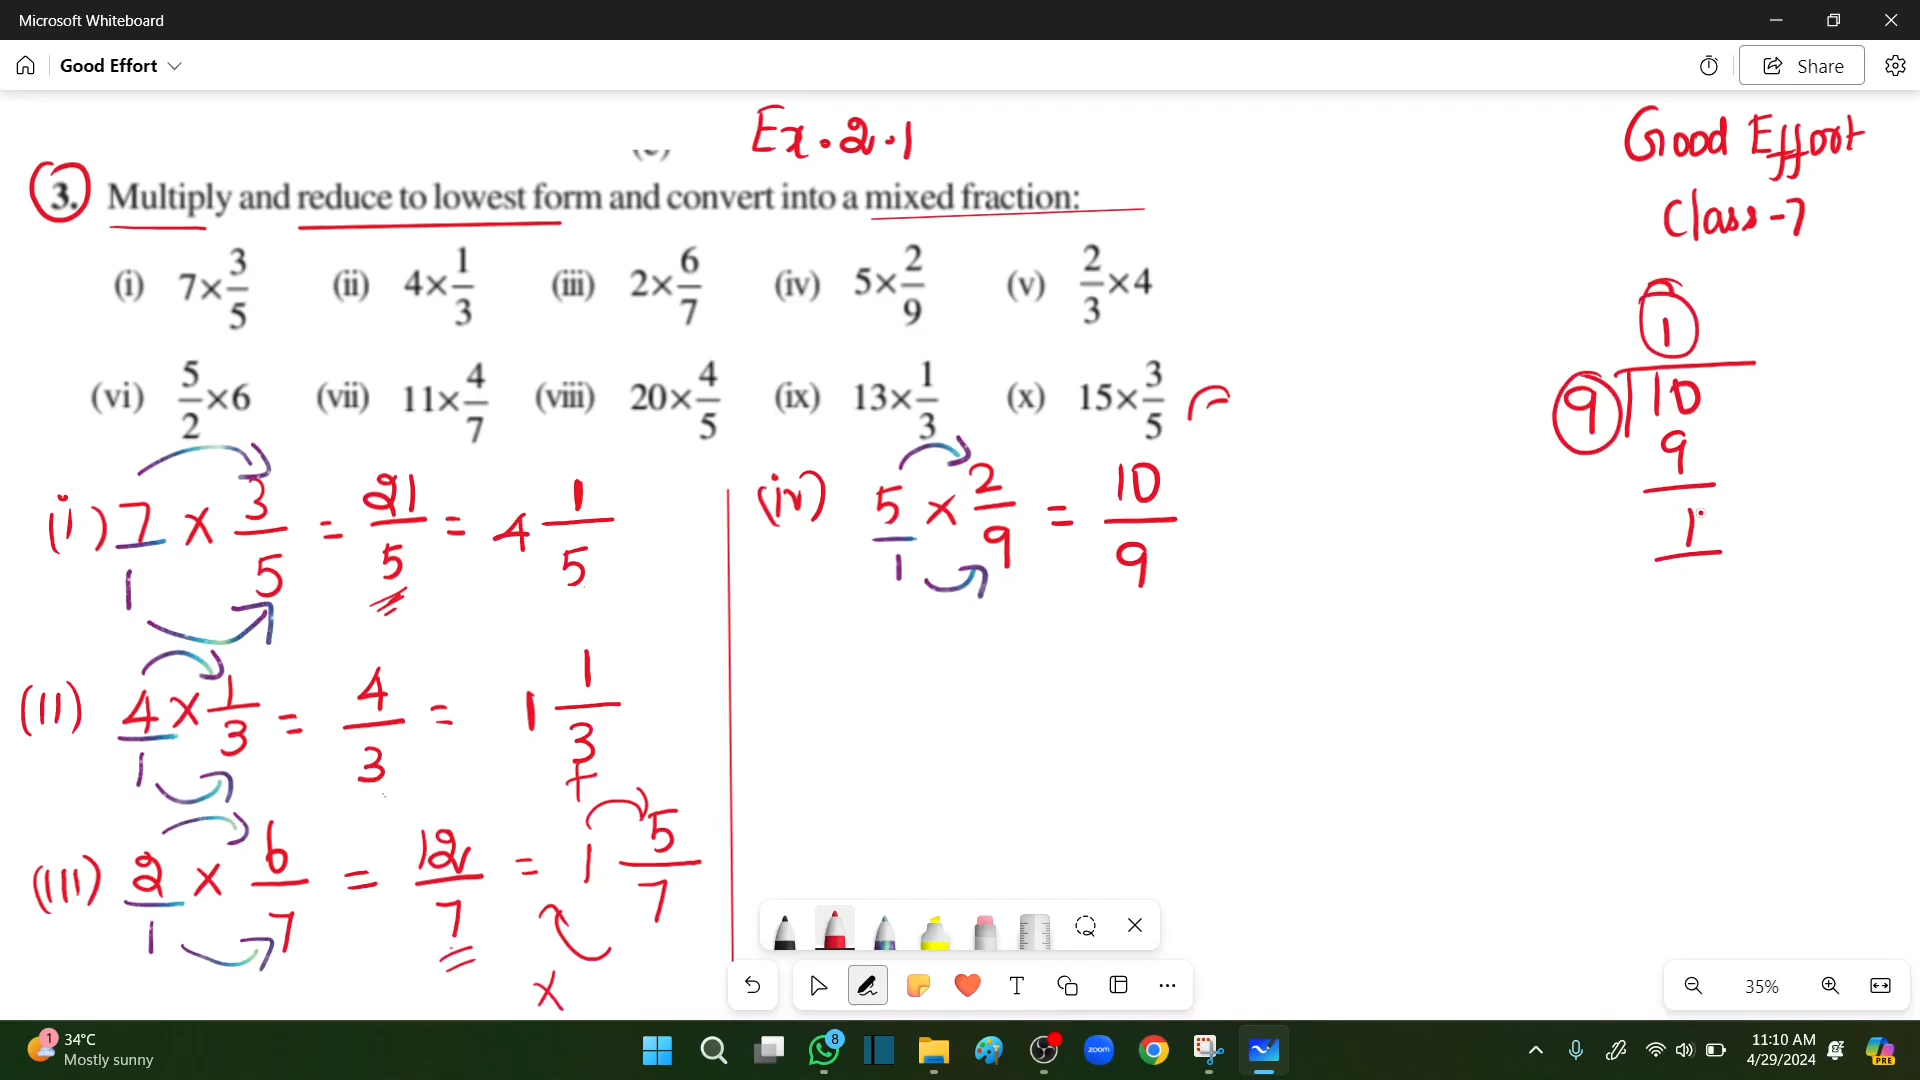 Microsoft Whiteboard
Good Effort
Share
Ex. 2.1
Good Effort
Class-7
3. Multiply and reduce to lowest form and convert into a mixed fraction:
(i) 7×3/5 (ii) 4×1/3 (iii) 2×6/7 (iv) 5×2/9 (v) 2/3×4
(vi) 5/2×6 (vii) 11×4/7 (viii) 20×4/5 (ix) 13×1/3 (x) 15×3/5
(i) 7/1 × 3/5 = 21/5 = 4 1/5
(ii) 4/1 × 1/3 = 4/3 = 1 1/3
(iii) 2/1 × 6/7 = 12/7 = 1 5/7
+
x
(iv) 5/1 × 2/9 = 10/9
1
9 10
9
1
35%
1
34°C
Mostly sunny
8
zoom
11:10 AM
4/29/2024
PRE